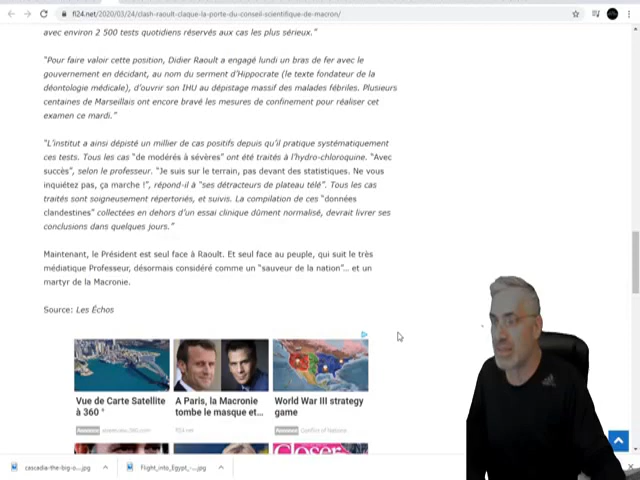 fl24.net/2020/03/24/clash-raoult-claque-la-porte-du-conseil-scientifique-de-macron/
avec environ 2 500 tests quotidiens réservés aux cas les plus sérieux."
"Pour faire valoir cette position, Didier Raoult a engagé lundi un bras de fer avec le
gouvernement en décidant, au nom du serment d'Hippocrate (le texte fondateur de la
déontologie médicale), d'ouvrir son IHU au dépistage massif des malades fébriles. Plusieurs
centaines de Marseillais ont encore bravé les mesures de confinement pour réaliser cet
examen ce mardi."
"L'institut a ainsi dépisté un millier de cas positifs depuis qu'il pratique systématiquement
ces tests. Tous les cas "de modérés à sévères" ont été traités à l'hydro-chloroquine. "Avec
succès", selon le professeur. "Je suis sur le terrain, pas devant des statistiques. Ne vous
inquiétez pas, ça marche !", répond-il à "ses détracteurs de plateau télé". Tous les cas
traités sont soigneusement répertoriés, et suivis. La compilation de ces "données
clandestines" collectées en dehors d'un essai clinique dûment normalisé, devrait livrer ses
conclusions dans quelques jours."
Maintenant, le Président est seul face à Raoult. Et seul face au peuple, qui suit le très
médiatique Professeur, désormais considéré comme un "sauveur de la nation"... et un
martyr de la Macronie.
Source: Les Échos
Vue de Carte Satellite
à 360 °
A Paris, la Macronie
tombe le masque et...
World War III strategy
game
Annonce
Annonce
Conflict of Nations
Closer
cascadia-the-big-o....jpg
Flight_into_Egypt_-....jpg